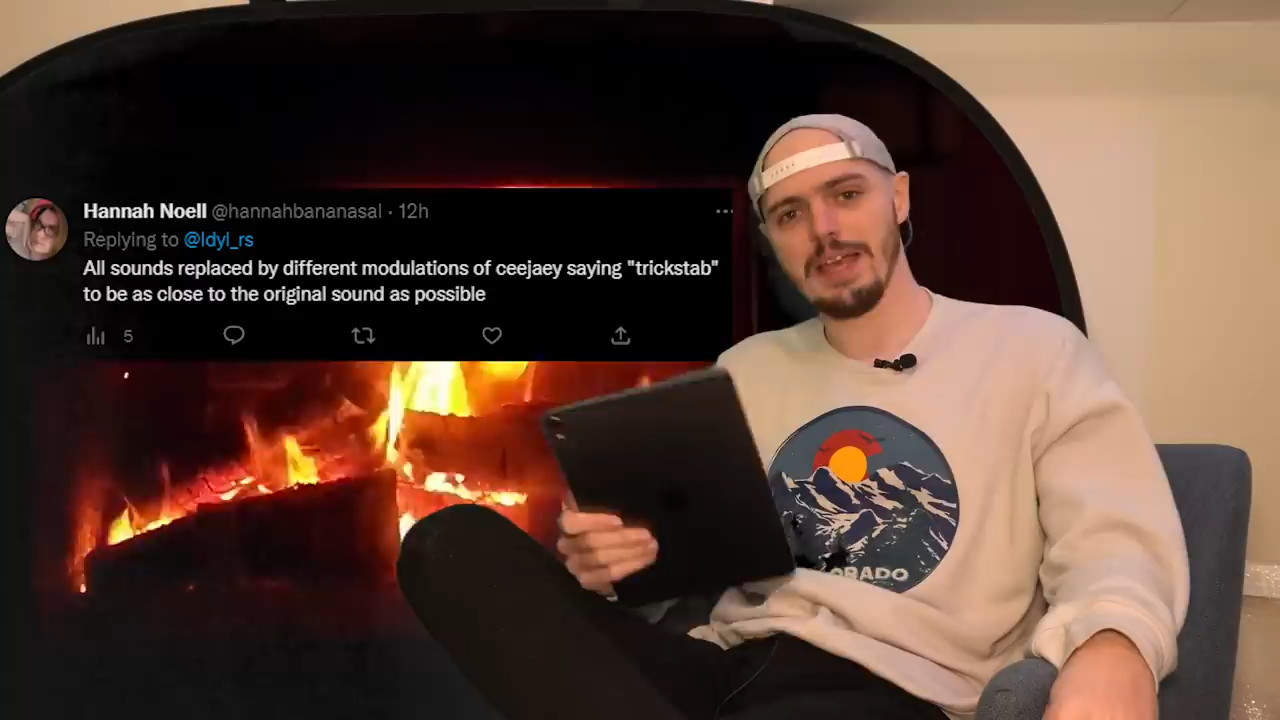 Hannah Noell @hannahbananasal · 12h
Replying to @ldyl_rs
All sounds replaced by different modulations of ceejaey saying "trickstab"
to be as close to the original sound as possible
5
ORADO